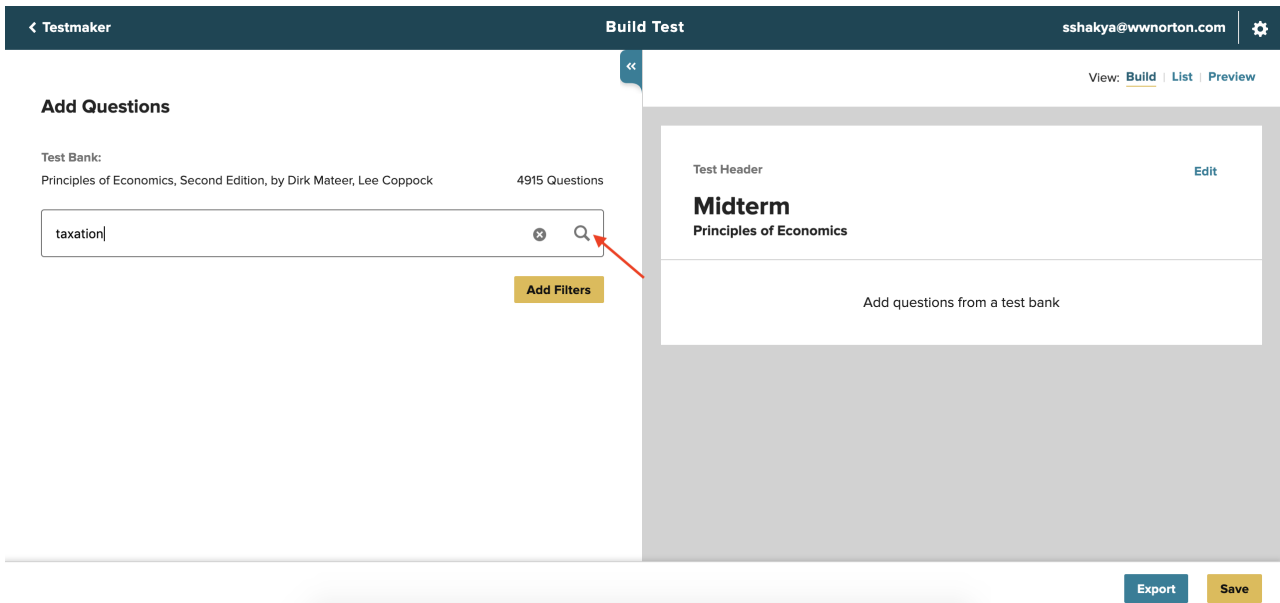 Testmaker
Build Test
sshakya@wwnorton.com
View: Build | List | Preview
Add Questions
Test Bank:
Principles of Economics, Second Edition, by Dirk Mateer, Lee Coppock
4915 Questions
taxation
Add Filters
Test Header
Edit
Midterm
Principles of Economics
Add questions from a test bank
Export
Save